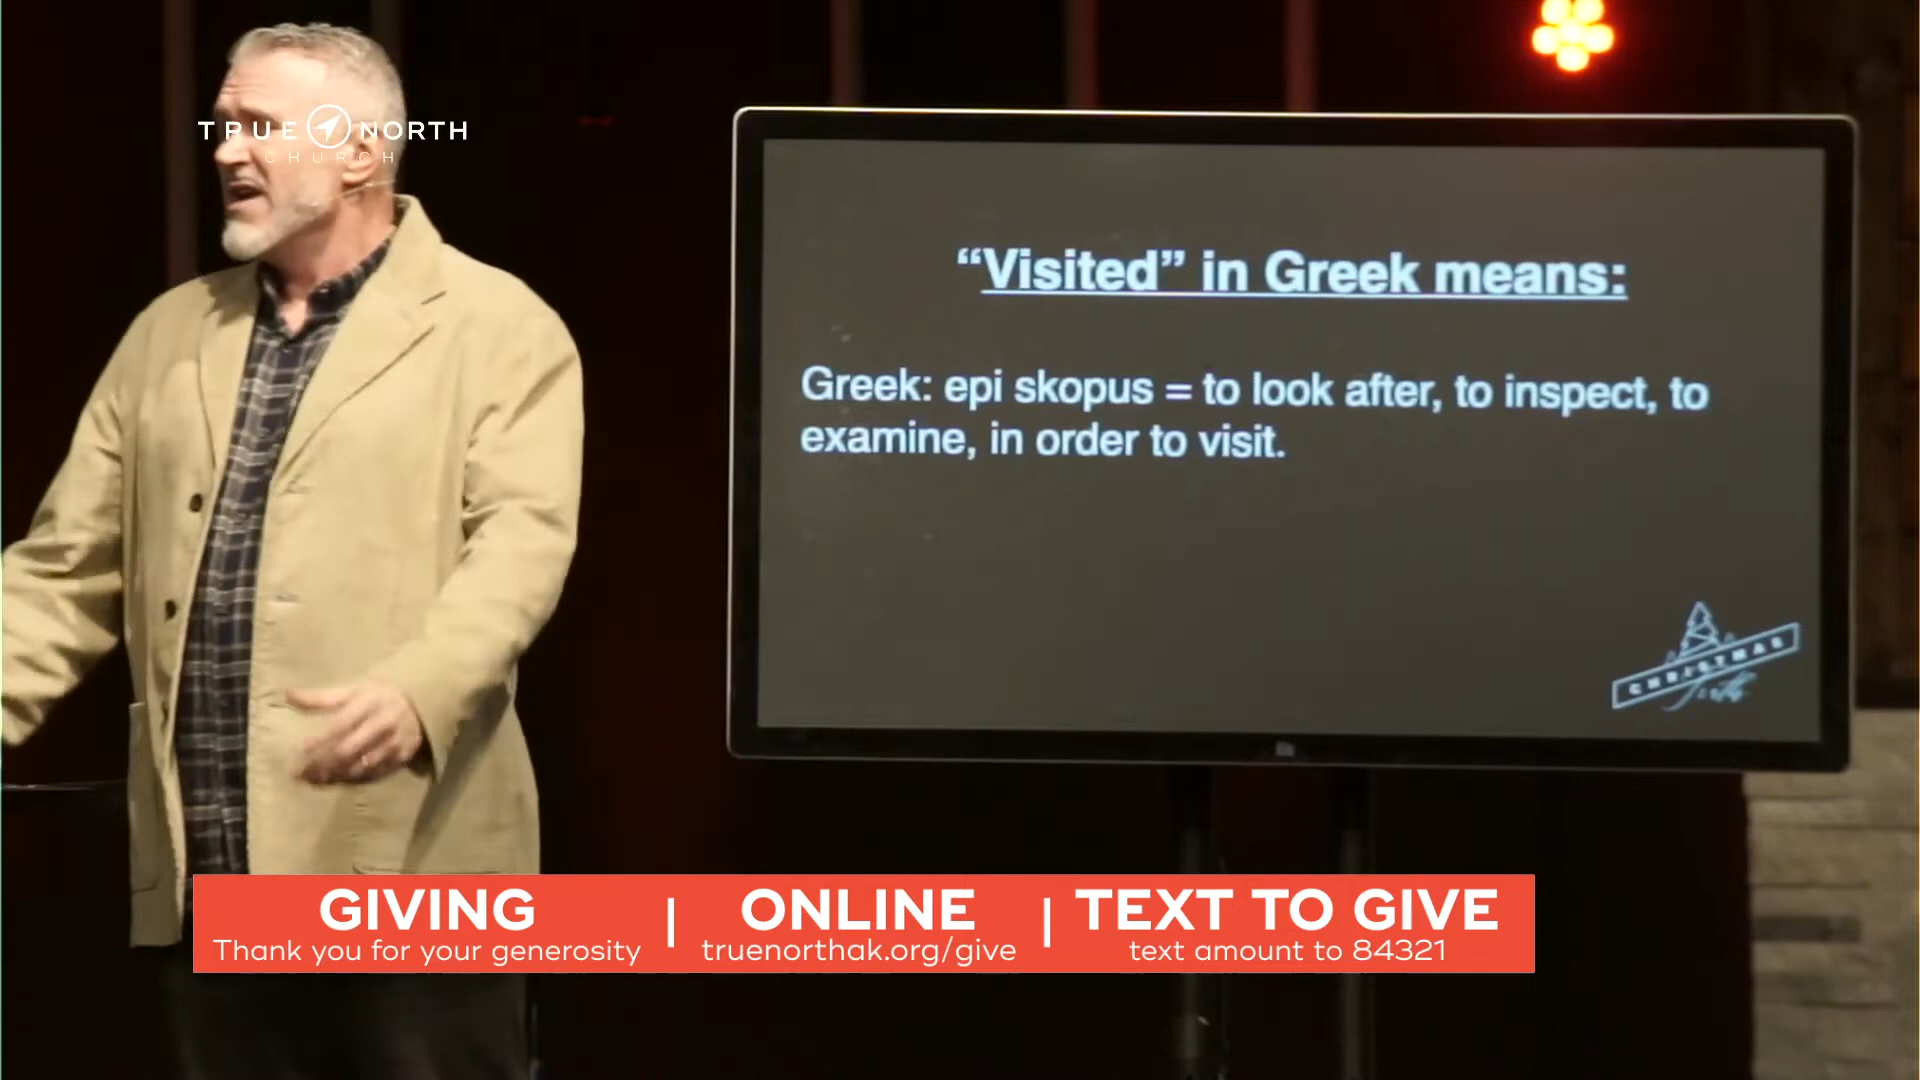 TRUE NORTH
CHURCH
“Visited” in Greek means:
Greek: epi skopus = to look after, to inspect, to
examine, in order to visit.
CHRISTMAS
GIVING | ONLINE | TEXT TO GIVE
Thank you for your generosity truenorthak.org/give text amount to 84321